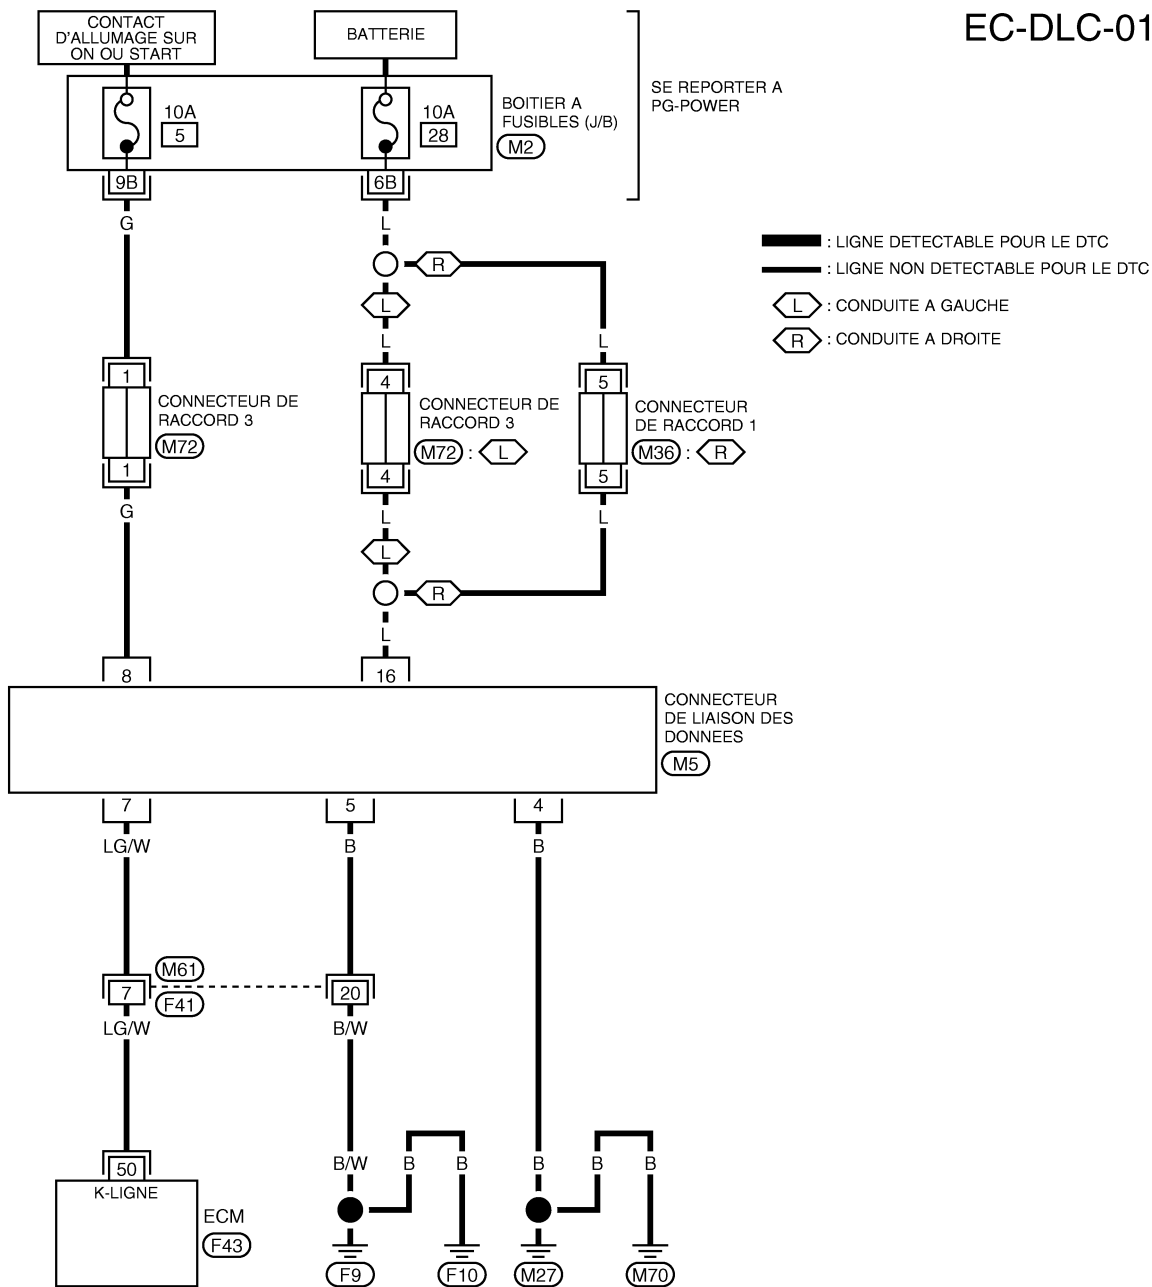 EC-DLC-01
CONTACT
D'ALLUMAGE SUR
ON OU START
BATTERIE
SE REPORTER A
PG-POWER
10A
5
10A
28
BOITIER A
FUSIBLES (J/B)
M2
9B
6B
G
L
R
L
L
L
: LIGNE DETECTABLE POUR LE DTC
: LIGNE NON DETECTABLE POUR LE DTC
L : CONDUITE A GAUCHE
R : CONDUITE A DROITE
1
4
5
CONNECTEUR DE
RACCORD 3
M72
CONNECTEUR DE
RACCORD 3
M72 : L
CONNECTEUR
DE RACCORD 1
M36 : R
1
4
5
G
L
L
L
R
L
8
16
CONNECTEUR
DE LIAISON DES
DONNEES
M5
7
5
4
LG/W
B
B
M61
7
20
F41
LG/W
B/W
B/W
B
B
B
B
B
50
K-LIGNE
ECM
F43
F9
F10
M27
M70